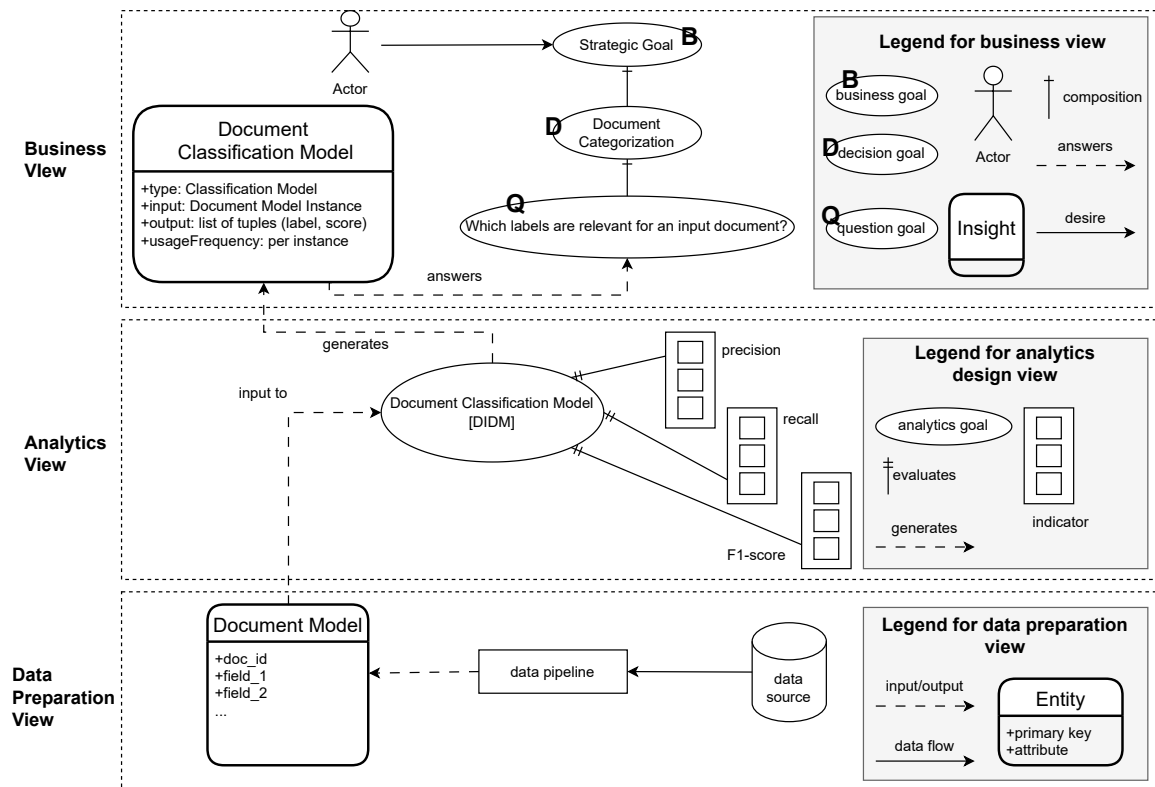 Business
VIew
Actor
Strategic Goal
B
D
Document
Categorization
Q
Which labels are relevant for an input document?
Document
Classification Model
+type: Classification Model
+input: Document Model Instance
+output: list of tuples (label, score)
+usageFrequency: per instance
answers
Legend for business view
B
business goal
D
decision goal
Q
question goal
Actor
Insight
composition
answers
desire
Analytics
View
generates
input to
Document Classification Model
[DIDM]
precision
recall
F1-score
Legend for analytics
design view
analytics goal
evaluates
generates
indicator
Data
Preparation
View
Document Model
+doc_id
+field_1
+field_2
...
data pipeline
data
source
Legend for data preparation
view
input/output
data flow
Entity
+primary key
+attribute